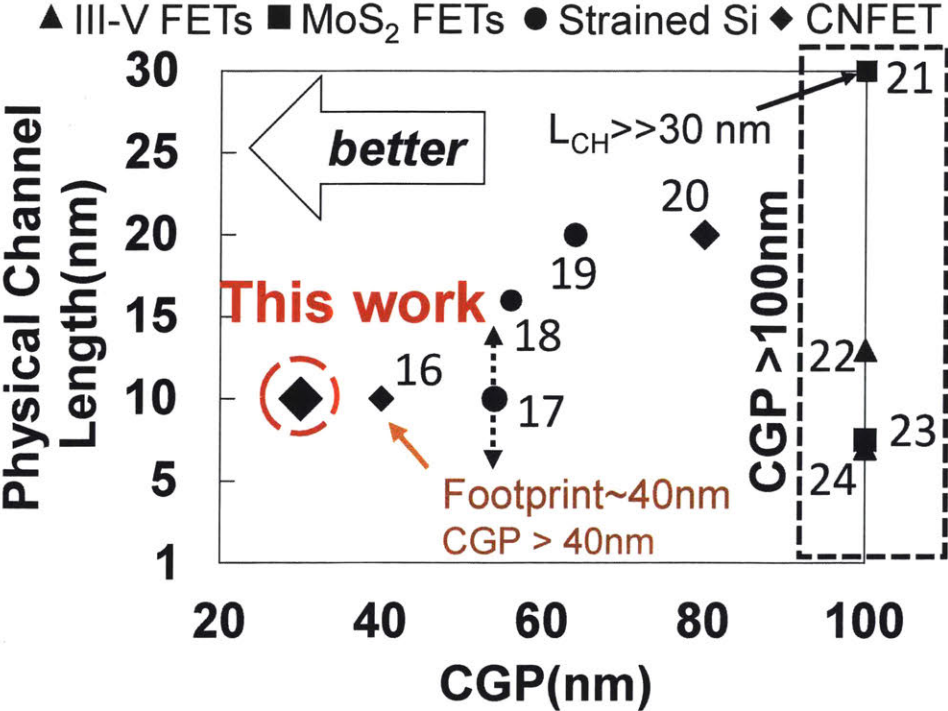 ▲ III-V FETs ■ MoS₂ FETs ● Strained Si ◆ CNFET
Physical Channel
Length(nm)
30
25
20
15
10
5
1
better
L_CH>>30 nm
21
20
19
This work
18
16
17
22
23
24
CGP >100nm
Footprint~40nm
CGP > 40nm
20
40
60
80
100
CGP(nm)